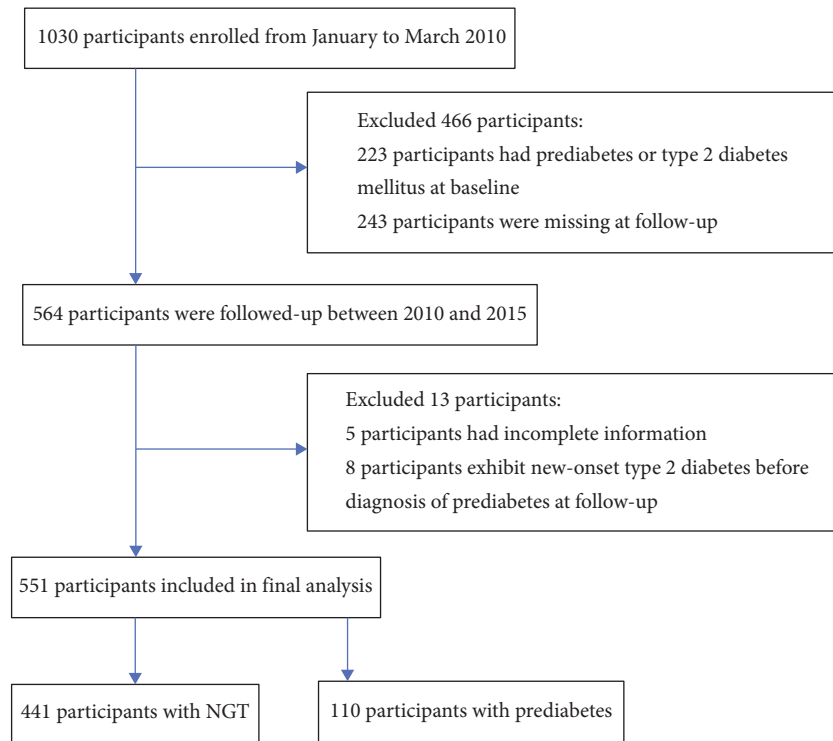 1030 participants enrolled from January to March 2010
Excluded 466 participants:
223 participants had prediabetes or type 2 diabetes
mellitus at baseline
243 participants were missing at follow-up
564 participants were followed-up between 2010 and 2015
Excluded 13 participants:
5 participants had incomplete information
8 participants exhibit new-onset type 2 diabetes before
diagnosis of prediabetes at follow-up
551 participants included in final analysis
441 participants with NGT
110 participants with prediabetes